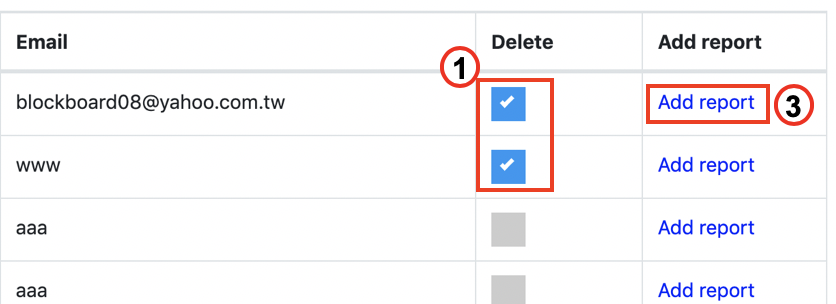 Email Delete Add report
1
blockboard08@yahoo.com.tw Add report 3
www Add report
aaa Add report
aaa Add report